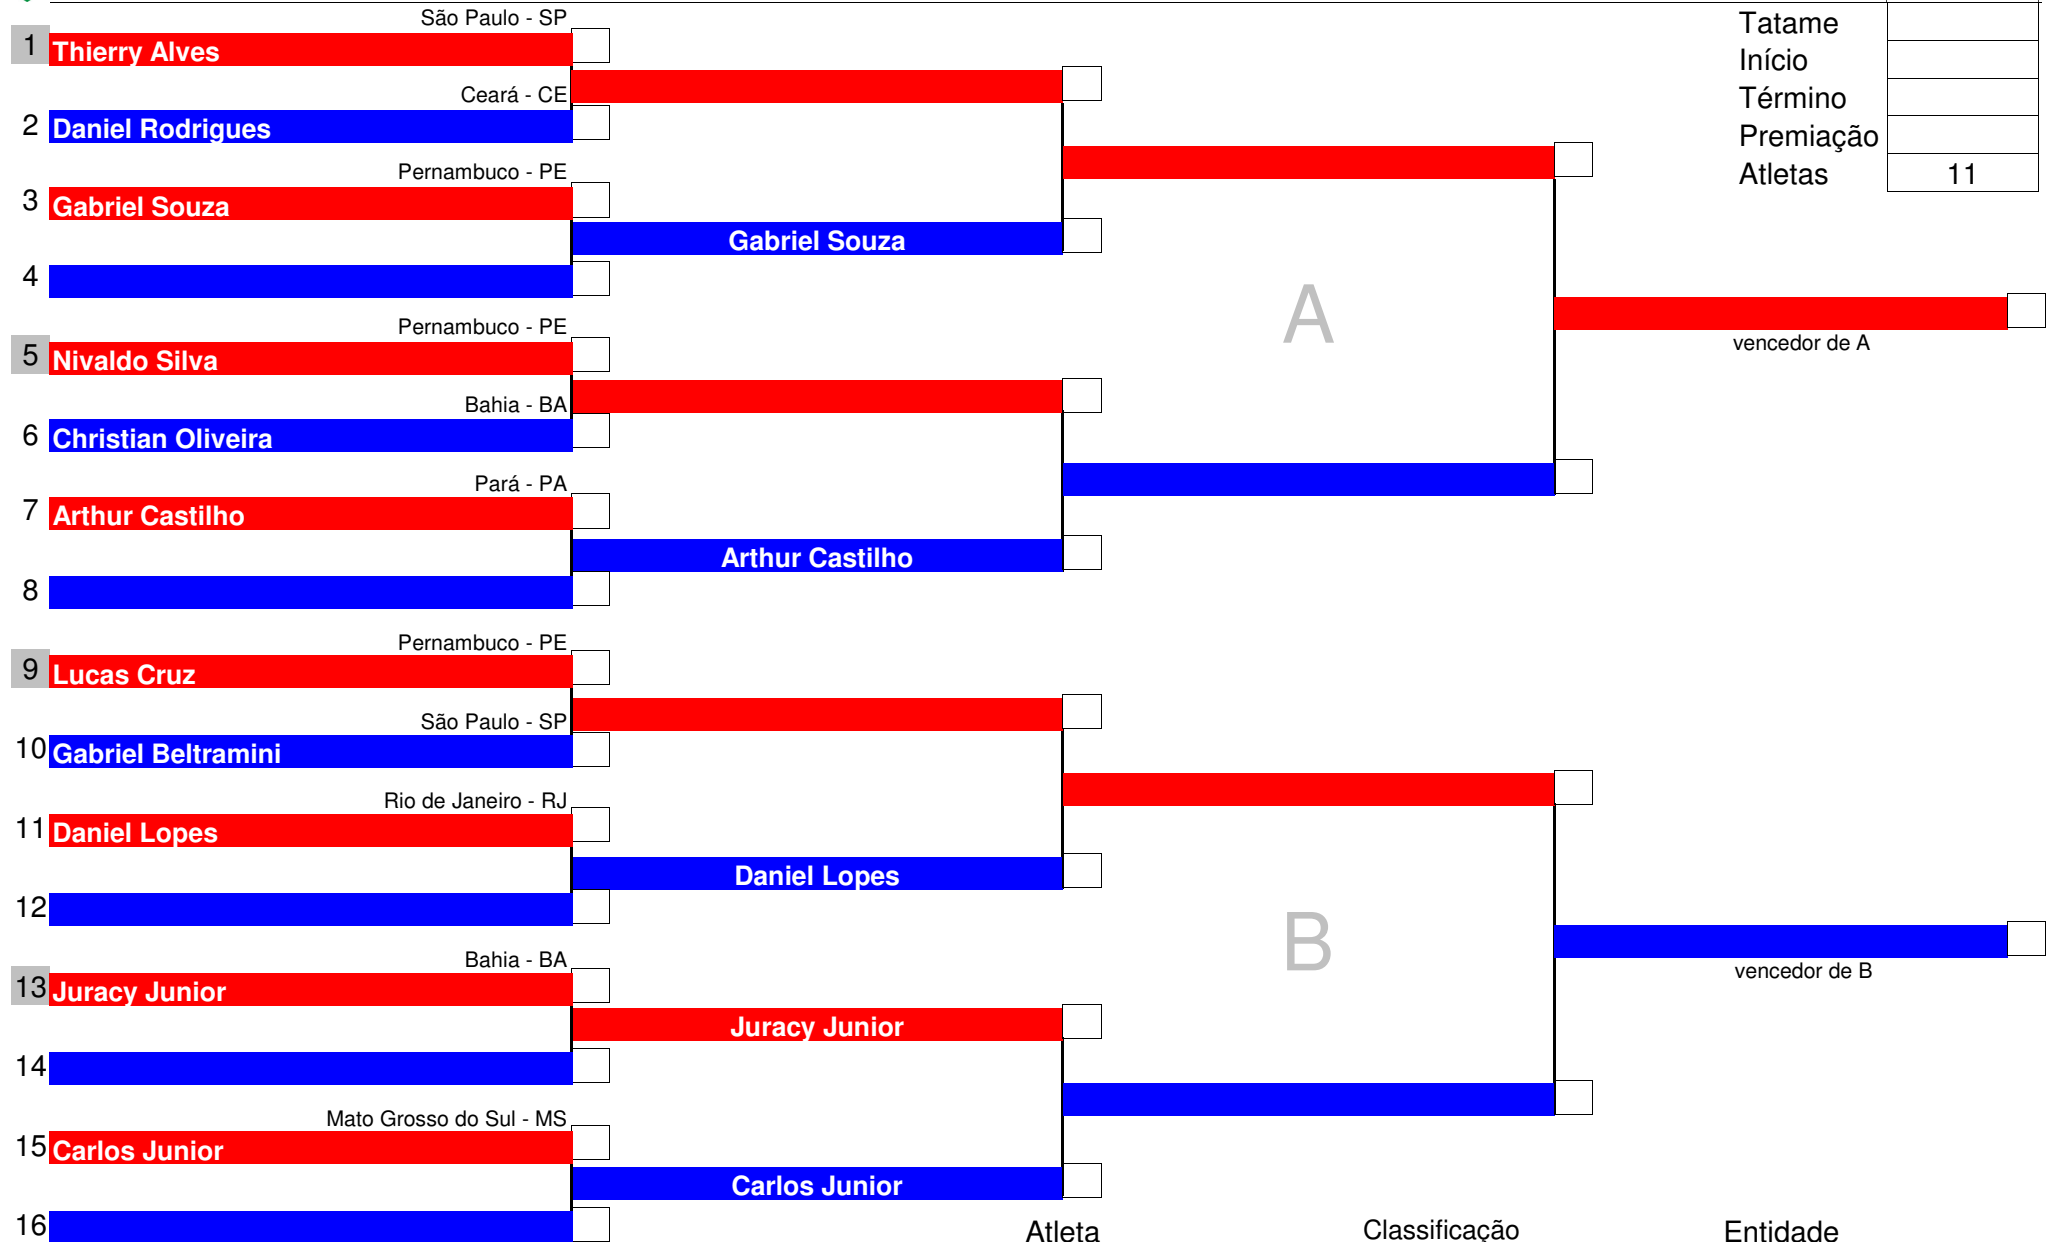 São Paulo - SP
1 Thierry Alves
Ceará - CE
2 Daniel Rodrigues
Pernambuco - PE
3 Gabriel Souza
Gabriel Souza
4
Pernambuco - PE
5 Nivaldo Silva
Bahia - BA
6 Christian Oliveira
Pará - PA
7 Arthur Castilho
Arthur Castilho
8
A
vencedor de A
Tatame
Início
Término
Premiação
Atletas 11
Pernambuco - PE
9 Lucas Cruz
São Paulo - SP
10 Gabriel Beltramini
Rio de Janeiro - RJ
11 Daniel Lopes
Daniel Lopes
12
Bahia - BA
13 Juracy Junior
Juracy Junior
14
Mato Grosso do Sul - MS
15 Carlos Junior
Carlos Junior
16
B
vencedor de B
Atleta Classificação Entidade